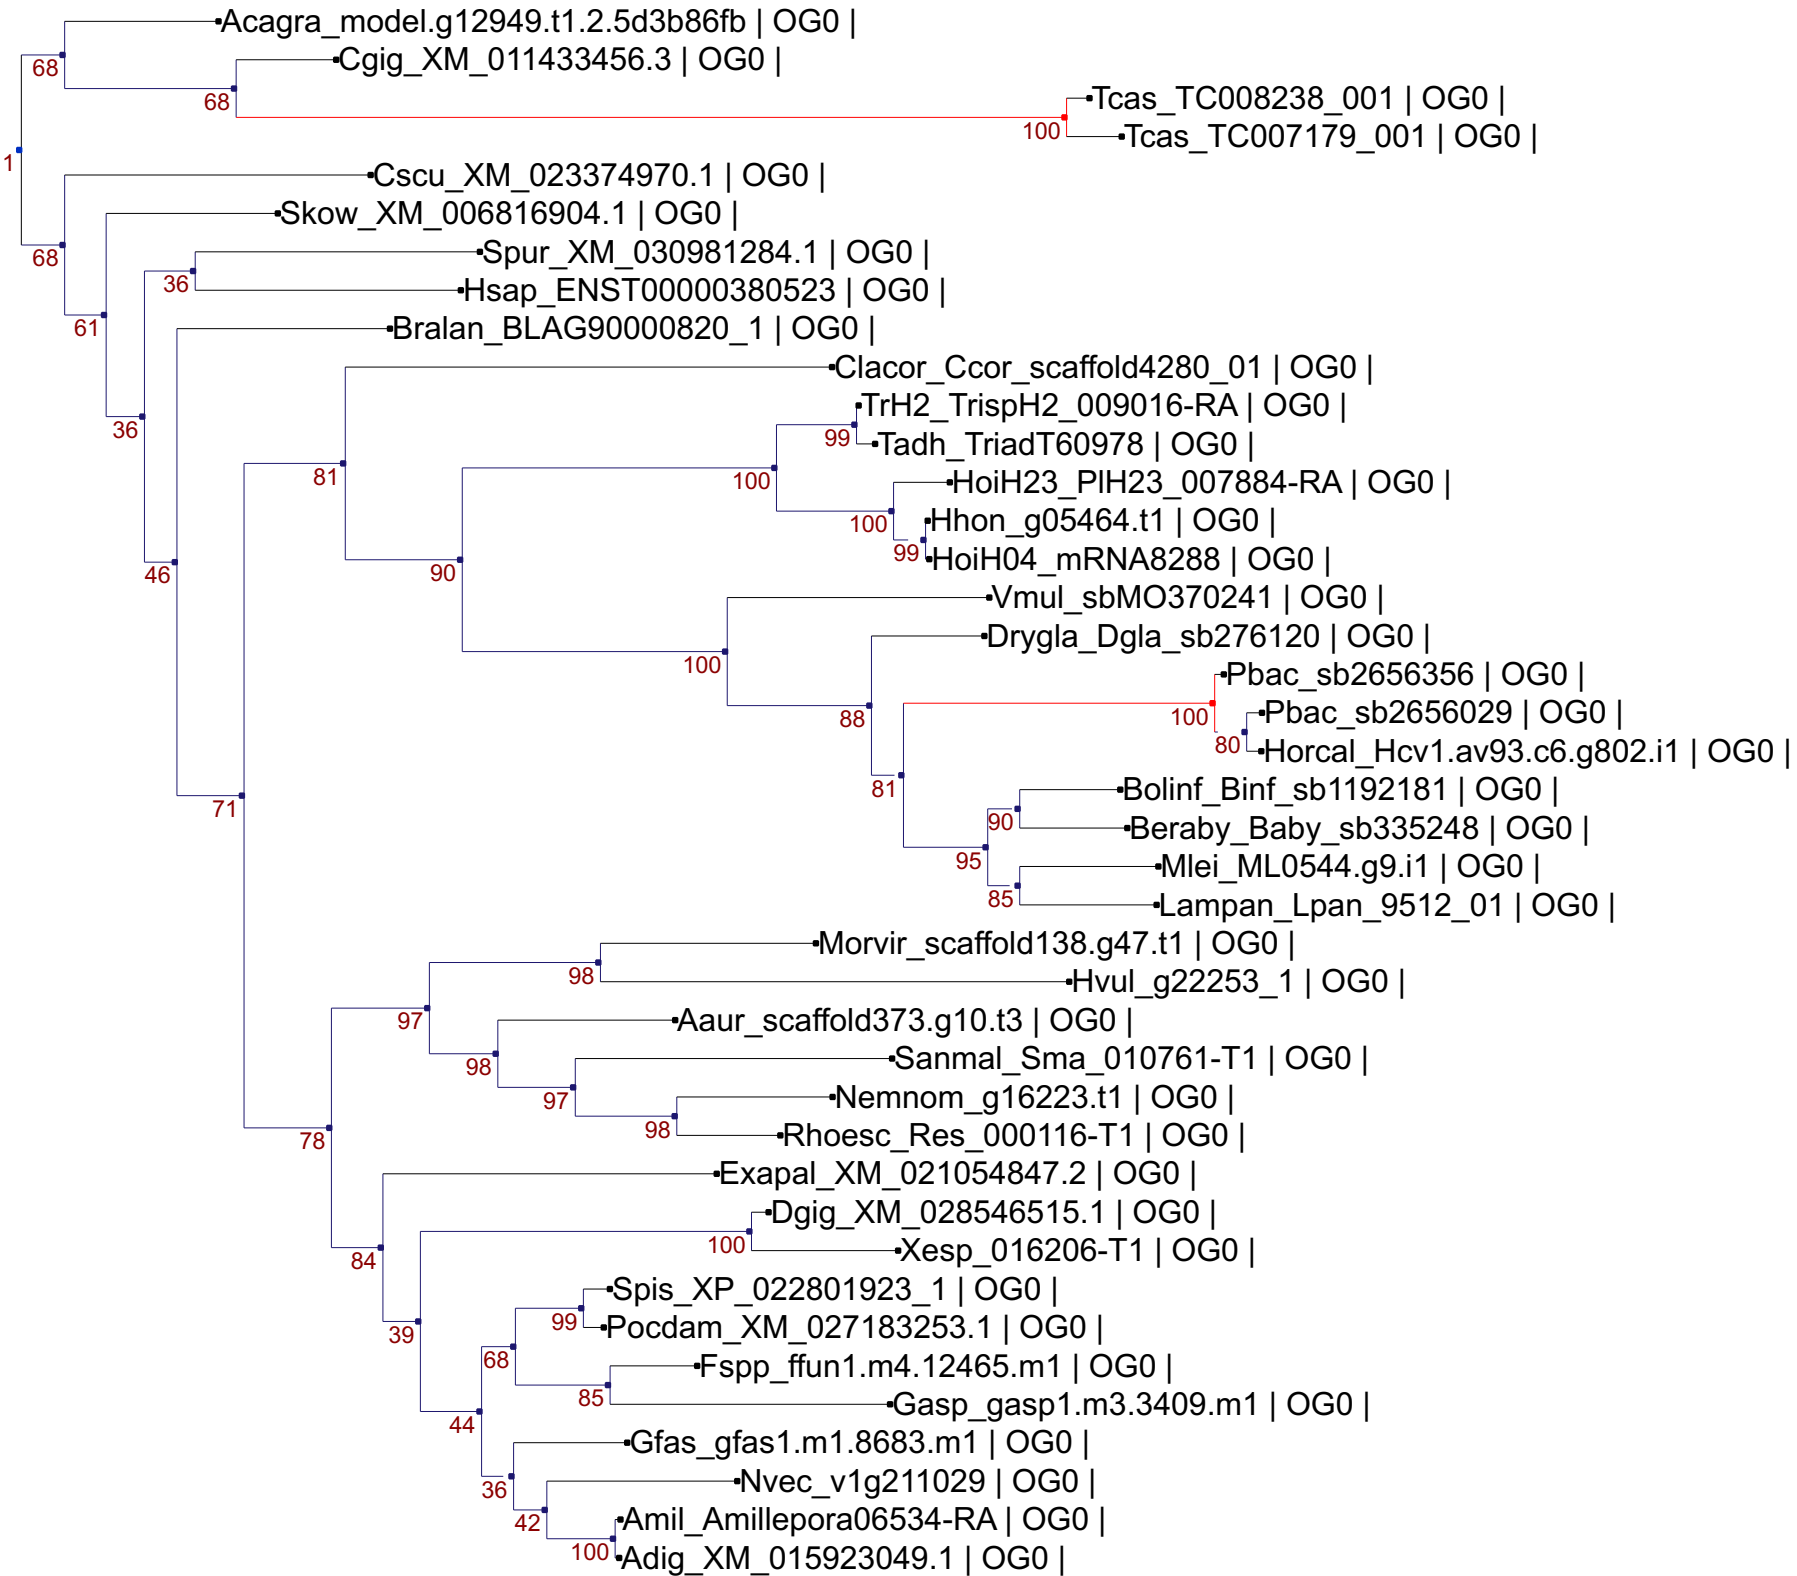 Acagra_model.g12949.t1.2.5d3b86fb | OG0 |
68
Cgig_XM_011433456.3 | OG0 |
68
Tcas_TC008238_001 | OG0 |
100
Tcas_TC007179_001 | OG0 |
1
Cscu_XM_023374970.1 | OG0 |
Skow_XM_006816904.1 | OG0 |
68
Spur_XM_030981284.1 | OG0 |
36
Hsap_ENST00000380523 | OG0 |
61
Bralan_BLAG90000820_1 | OG0 |
Clacor_Ccor_scaffold4280_01 | OG0 |
TrH2_TrispH2_009016-RA | OG0 |
36
99
Tadh_TriadT60978 | OG0 |
81
100
HoiH23_PlH23_007884-RA | OG0 |
100
Hhon_g05464.t1 | OG0 |
99
HoiH04_mRNA8288 | OG0 |
46
90
Vmul_sbMO370241 | OG0 |
Drygla_Dgla_sb276120 | OG0 |
100
Pbac_sb2656356 | OG0 |
88
100
Pbac_sb2656029 | OG0 |
80
Horcal_Hcv1.av93.c6.g802.i1 | OG0 |
81
Bolinf_Binf_sb1192181 | OG0 |
71
90
Beraby_Baby_sb335248 | OG0 |
95
Mlei_ML0544.g9.i1 | OG0 |
85
Lampan_Lpan_9512_01 | OG0 |
Morvir_scaffold138.g47.t1 | OG0 |
98
Hvul_g22253_1 | OG0 |
97
Aaur_scaffold373.g10.t3 | OG0 |
98
Sanmal_Sma_010761-T1 | OG0 |
97
Nemnom_g16223.t1 | OG0 |
98
Rhoesc_Res_000116-T1 | OG0 |
78
Exapal_XM_021054847.2 | OG0 |
Dgig_XM_028546515.1 | OG0 |
100
Xesp_016206-T1 | OG0 |
84
Spis_XP_022801923_1 | OG0 |
99
Pocdam_XM_027183253.1 | OG0 |
39
68
Fspp_ffun1.m4.12465.m1 | OG0 |
85
Gasp_gasp1.m3.3409.m1 | OG0 |
44
Gfas_gfas1.m1.8683.m1 | OG0 |
36
Nvec_v1g211029 | OG0 |
42
Amil_Amillepora06534-RA | OG0 |
100
Adig_XM_015923049.1 | OG0 |